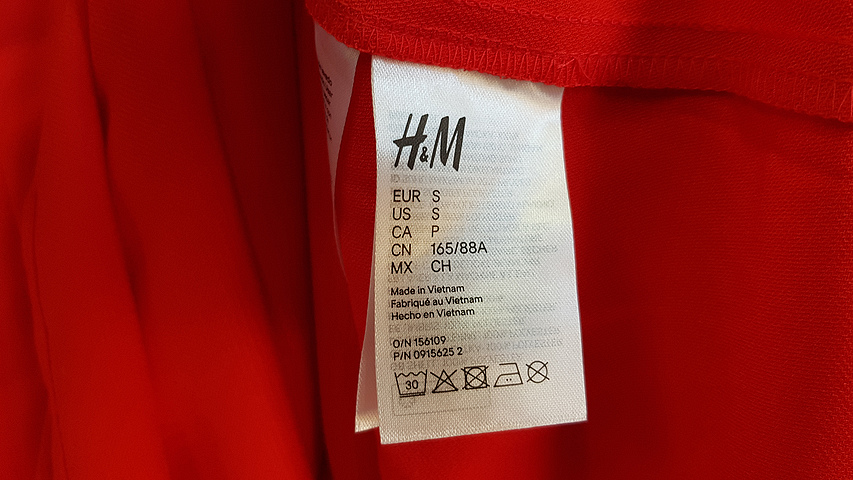 H&M
EUR S
US S
CA P
CN 165/88A
MX CH
Made in Vietnam
Fabriqué au Vietnam
Hecho en Vietnam
O/N 156109
P/N 0915625 2
30